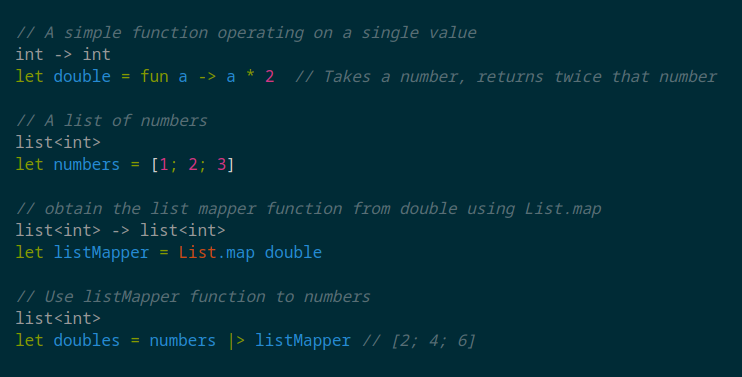 // A simple function operating on a single value
int -> int
let double = fun a -> a * 2  // Takes a number, returns twice that number
// A list of numbers
list<int>
let numbers = [1; 2; 3]
// obtain the list mapper function from double using List.map
list<int> -> list<int>
let listMapper = List.map double
// Use listMapper function to numbers
list<int>
let doubles = numbers |> listMapper // [2; 4; 6]